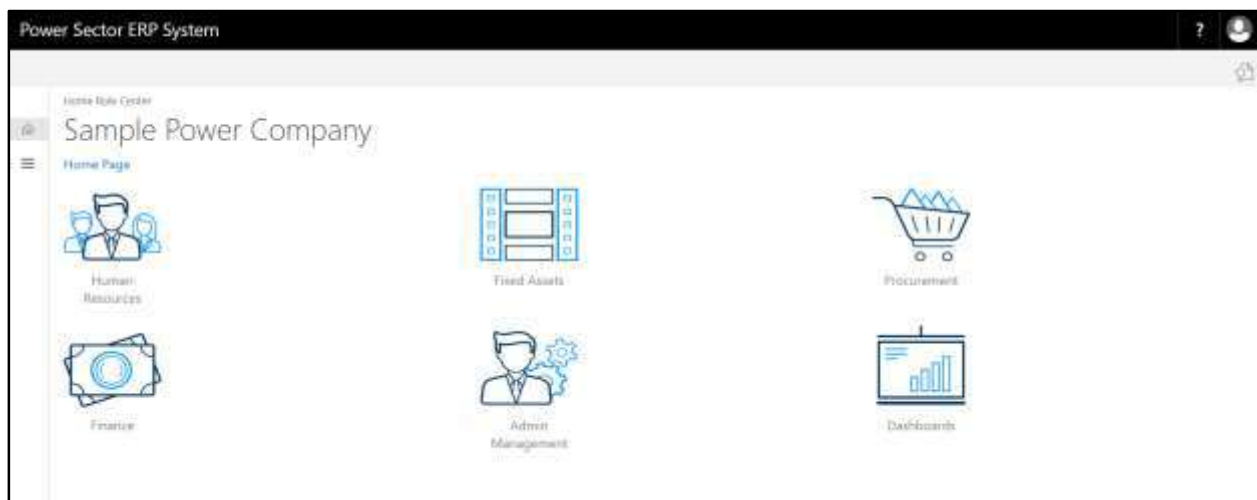 Power Sector ERP System ?
Home Role Center
Sample Power Company
Home Page
Human
Resources
Fixed Assets
Procurement
Finance
Admin
Management
Dashboards